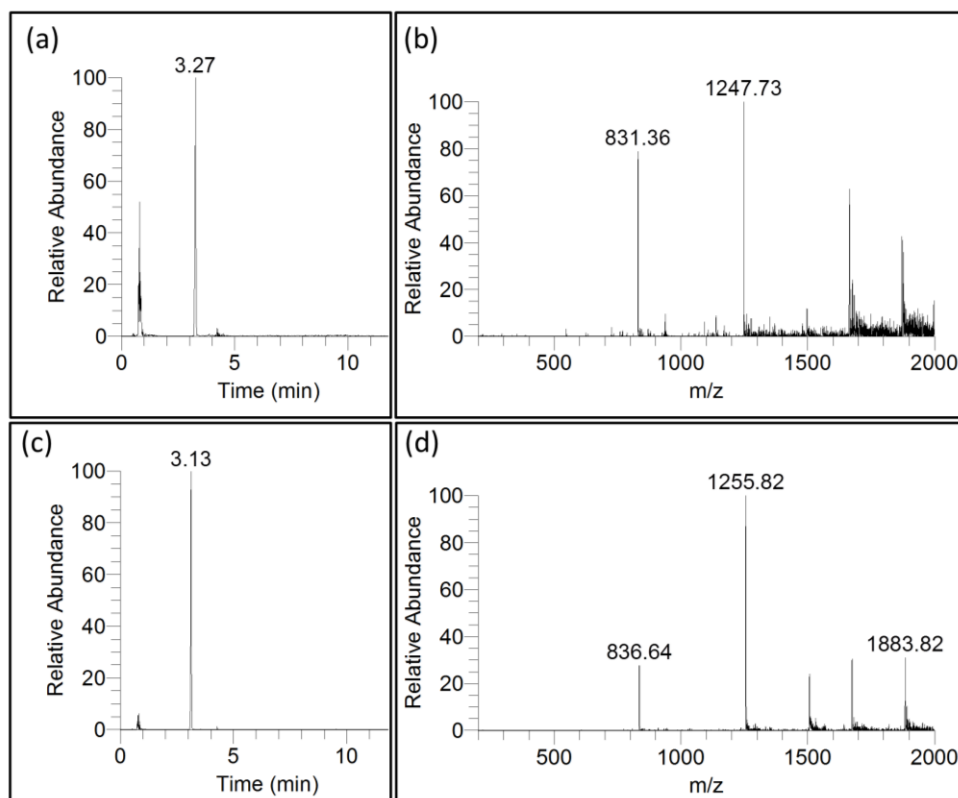 (a)
3.27
100
80
60
40
20
0
Relative Abundance
0 5 10
Time (min)
(b)
1247.73
831.36
100
80
60
40
20
0
Relative Abundance
500 1000 1500 2000
m/z
(c)
3.13
100
80
60
40
20
0
Relative Abundance
0 5 10
Time (min)
(d)
1255.82
836.64
1883.82
100
80
60
40
20
0
Relative Abundance
500 1000 1500 2000
m/z